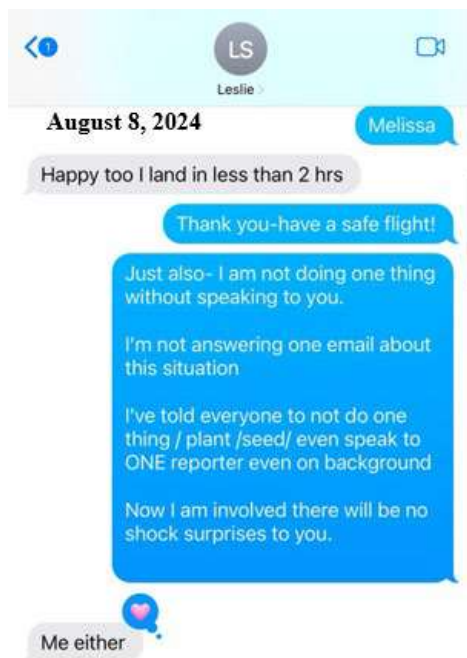 1
LS
Leslie
August 8, 2024
Melissa
Happy too I land in less than 2 hrs
Thank you-have a safe flight!
Just also- I am not doing one thing
without speaking to you.
I'm not answering one email about
this situation
I've told everyone to not do one
thing / plant /seed/ even speak to
ONE reporter even on background
Now I am involved there will be no
shock surprises to you.
Me either